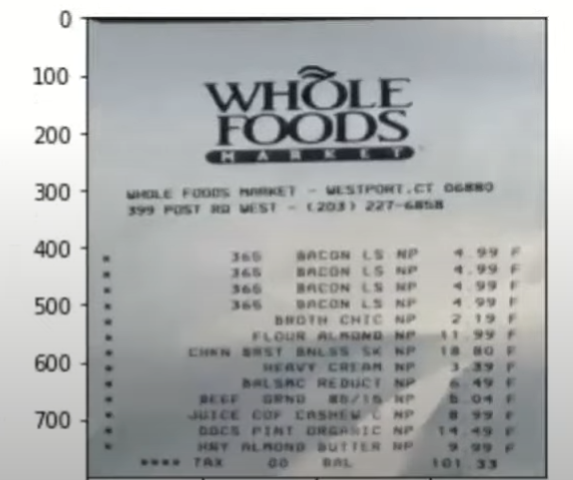 0
100
200
300
400
500
600
700
WHOLE
FOODS
MARKET
WHOLE FOODS MARKET - WESTPORT,CT 06880
399 POST RD WEST - (203) 227-6858
* 365 BACON LS NP 4.99 F
* 365 BACON LS NP 4.99 F
* 365 BACON LS NP 4.99 F
* 365 BACON LS NP 4.99 F
* BROTH CHIC NP 2.19 F
* FLOUR ALMOND NP 11.99 F
* CHKN BRST BNLSS SK NP 18.80 F
* HEAVY CREAM NP 3.39 F
* BALSMC REDUCT NP 6.49 F
* BEEF GRND 85/15 NP 5.04 F
* JUICE COF CASHEW C NP 8.99 F
* DOCS PINT ORGANIC NP 14.49 F
* HNY ALMOND BUTTER NP 9.99 F
**** TAX .00 BAL 101.33